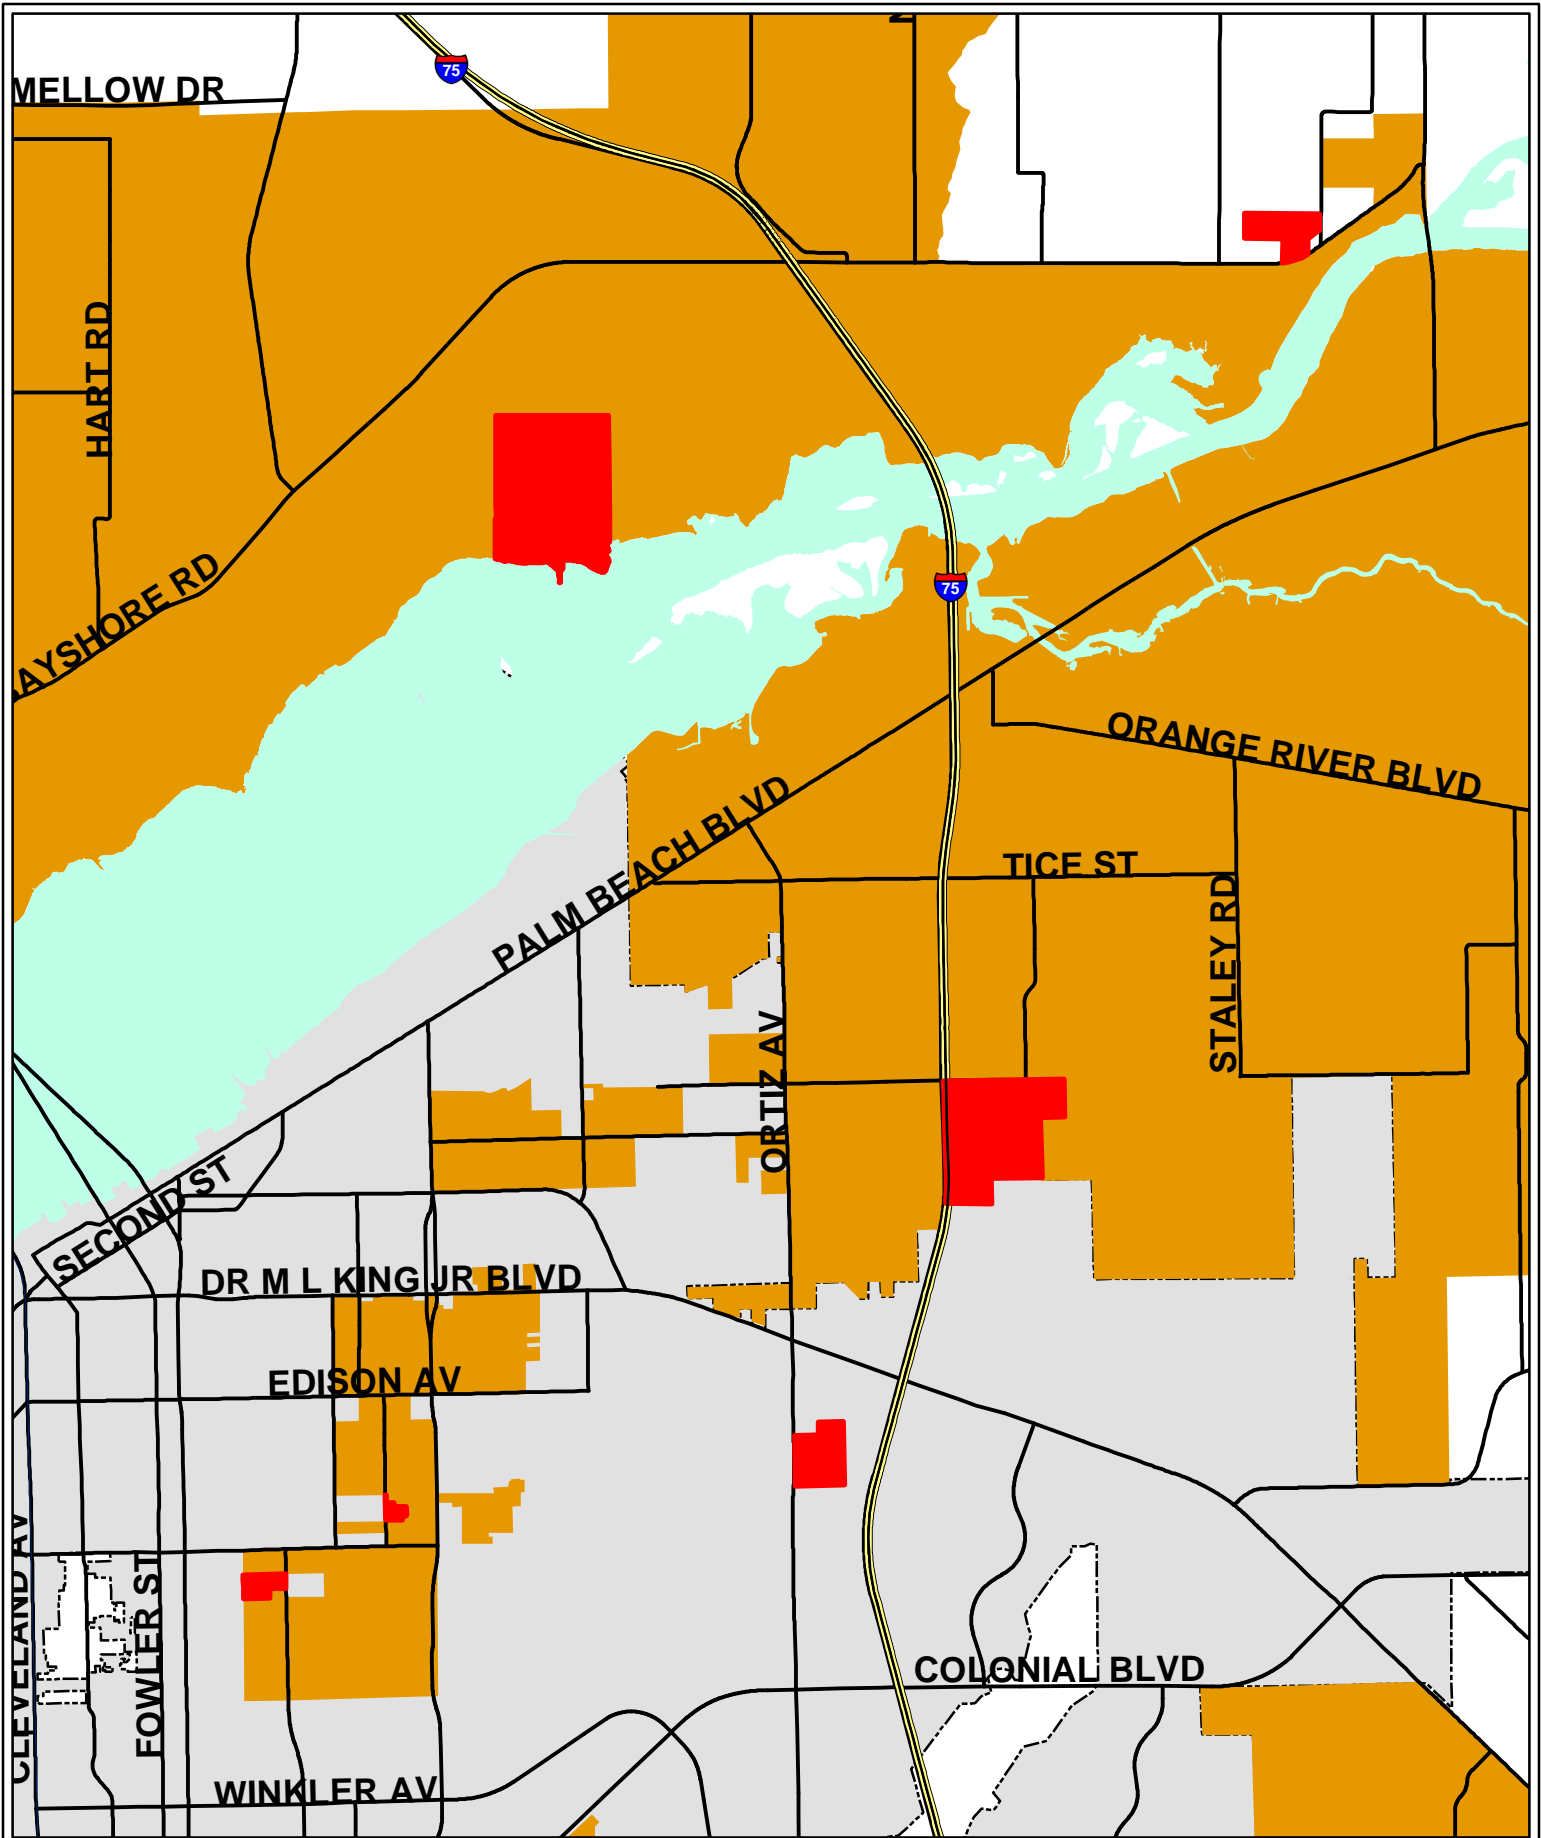 MELLOW DR
75
HART RD
75
ORANGE RIVER BLVD
PALM BEACH BLVD
TICE ST
STALEY RD
ORTIZ AV
SECOND ST
DR M L KING JR BLVD
EDISON AV
CLEVELAND AV
FOWLER ST
COLONIAL BLVD
WINKLER AV
AYSHORE RD